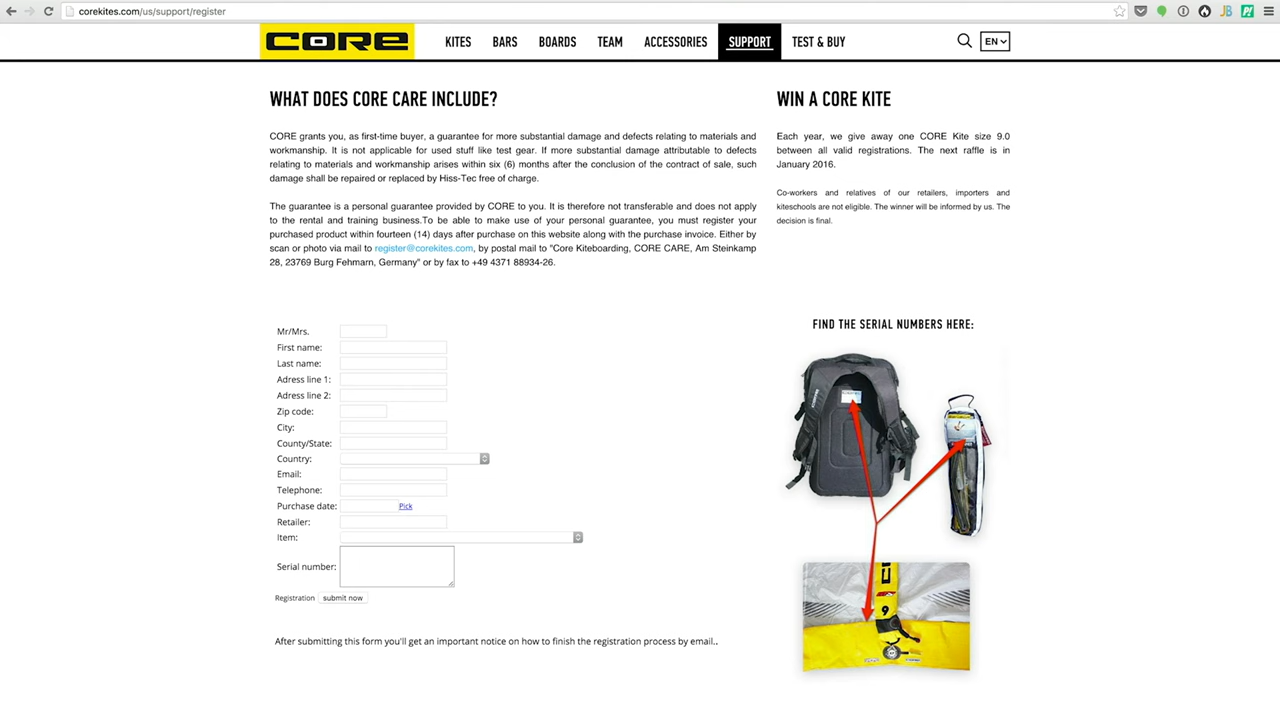 corekites.com/us/support/register
CORE
KITES BARS BOARDS TEAM ACCESSORIES SUPPORT TEST & BUY EN
WHAT DOES CORE CARE INCLUDE?
CORE grants you, as first-time buyer, a guarantee for more substantial damage and defects relating to materials and
workmanship. It is not applicable for used stuff like test gear. If more substantial damage attributable to defects
relating to materials and workmanship arises within six (6) months after the conclusion of the contract of sale, such
damage shall be repaired or replaced by Hiss-Tec free of charge.
The guarantee is a personal guarantee provided by CORE to you. It is therefore not transferable and does not apply
to the rental and training business.To be able to make use of your personal guarantee, you must register your
purchased product within fourteen (14) days after purchase on this website along with the purchase invoice. Either by
scan or photo via mail to register@corekites.com, by postal mail to "Core Kiteboarding, CORE CARE, Am Steinkamp
28, 23769 Burg Fehmarn, Germany" or by fax to +49 4371 88934-26.
WIN A CORE KITE
Each year, we give away one CORE Kite size 9.0
between all valid registrations. The next raffle is in
January 2016.
Co-workers and relatives of our retailers, importers and
kiteschools are not eligible. The winner will be informed by us. The
decision is final.
Mr/Mrs.
First name:
Last name:
Adress line 1:
Adress line 2:
Zip code:
City:
County/State:
Country:
Email:
Telephone:
Purchase date: Pick
Retailer:
Item:
Serial number:
Registration submit now
After submitting this form you'll get an important notice on how to finish the registration process by email..
FIND THE SERIAL NUMBERS HERE:
9